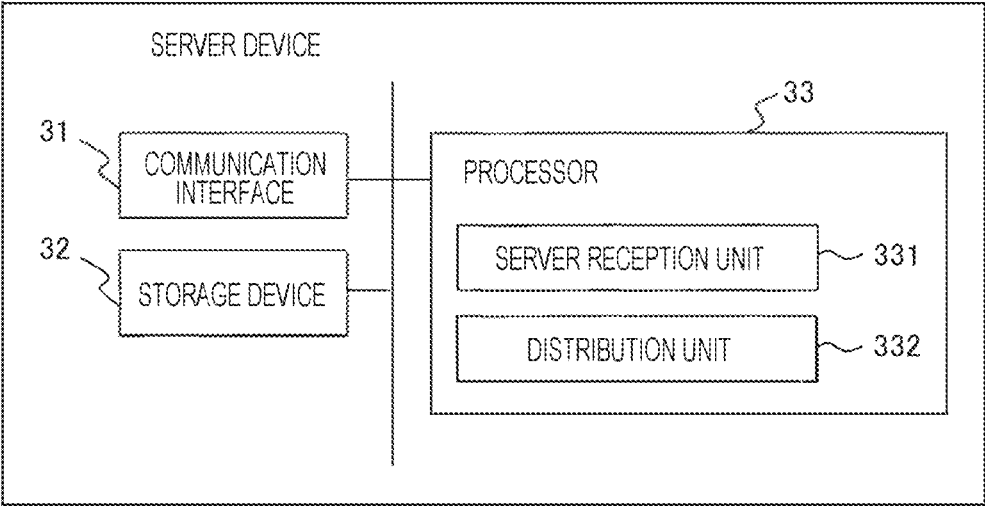 SERVER DEVICE
31
COMMUNICATION
INTERFACE
32
STORAGE DEVICE
33
PROCESSOR
SERVER RECEPTION UNIT
331
DISTRIBUTION UNIT
332